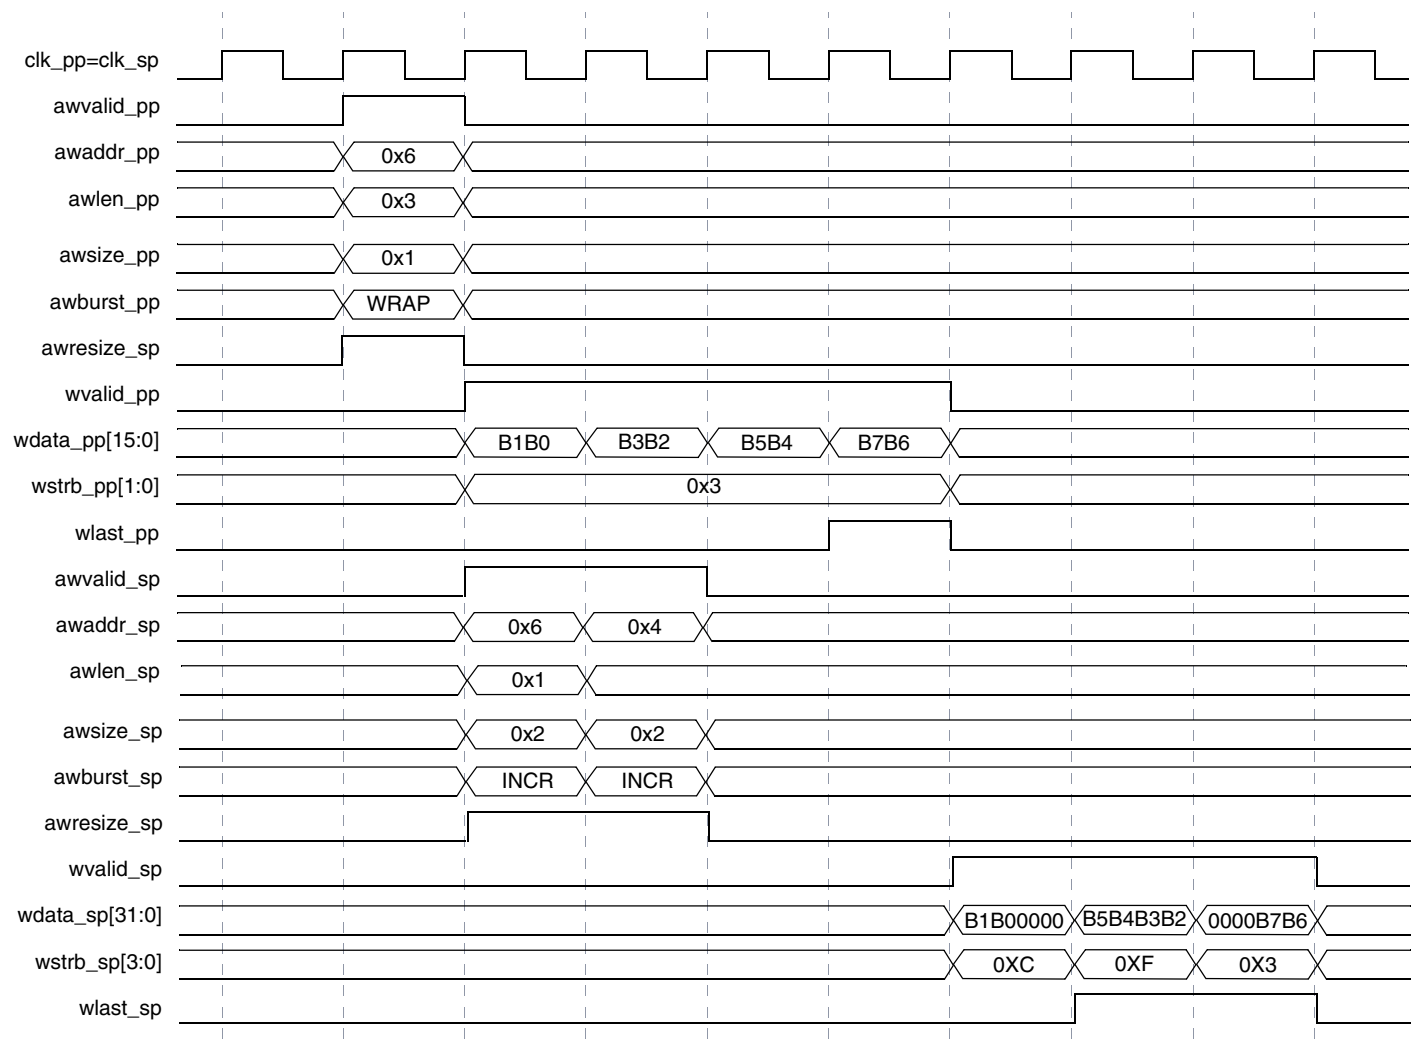 clk_pp=clk_sp
awvalid_pp
awaddr_pp 0x6
awlen_pp 0x3
awsize_pp 0x1
awburst_pp WRAP
awresize_sp
wvalid_pp
wdata_pp[15:0] B1B0 B3B2 B5B4 B7B6
wstrb_pp[1:0] 0x3
wlast_pp
awvalid_sp
awaddr_sp 0x6 0x4
awlen_sp 0x1
awsize_sp 0x2 0x2
awburst_sp INCR INCR
awresize_sp
wvalid_sp
wdata_sp[31:0] B1B00000 B5B4B3B2 0000B7B6
wstrb_sp[3:0] 0XC 0XF 0X3
wlast_sp